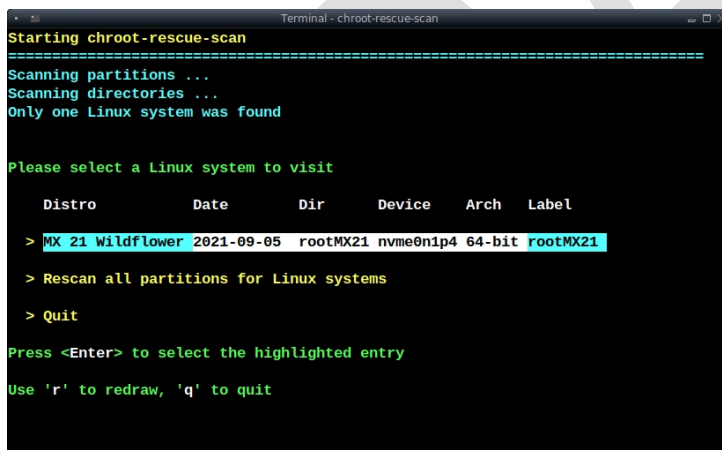 Terminal - chroot-rescue-scan
Starting chroot-rescue-scan
===============================================================================
Scanning partitions ...
Scanning directories ...
Only one Linux system was found
Please select a Linux system to visit
Distro Date Dir Device Arch Label
> MX 21 Wildflower 2021-09-05 rootMX21 nvme0n1p4 64-bit rootMX21
> Rescan all partitions for Linux systems
> Quit
Press <Enter> to select the highlighted entry
Use 'r' to redraw, 'q' to quit